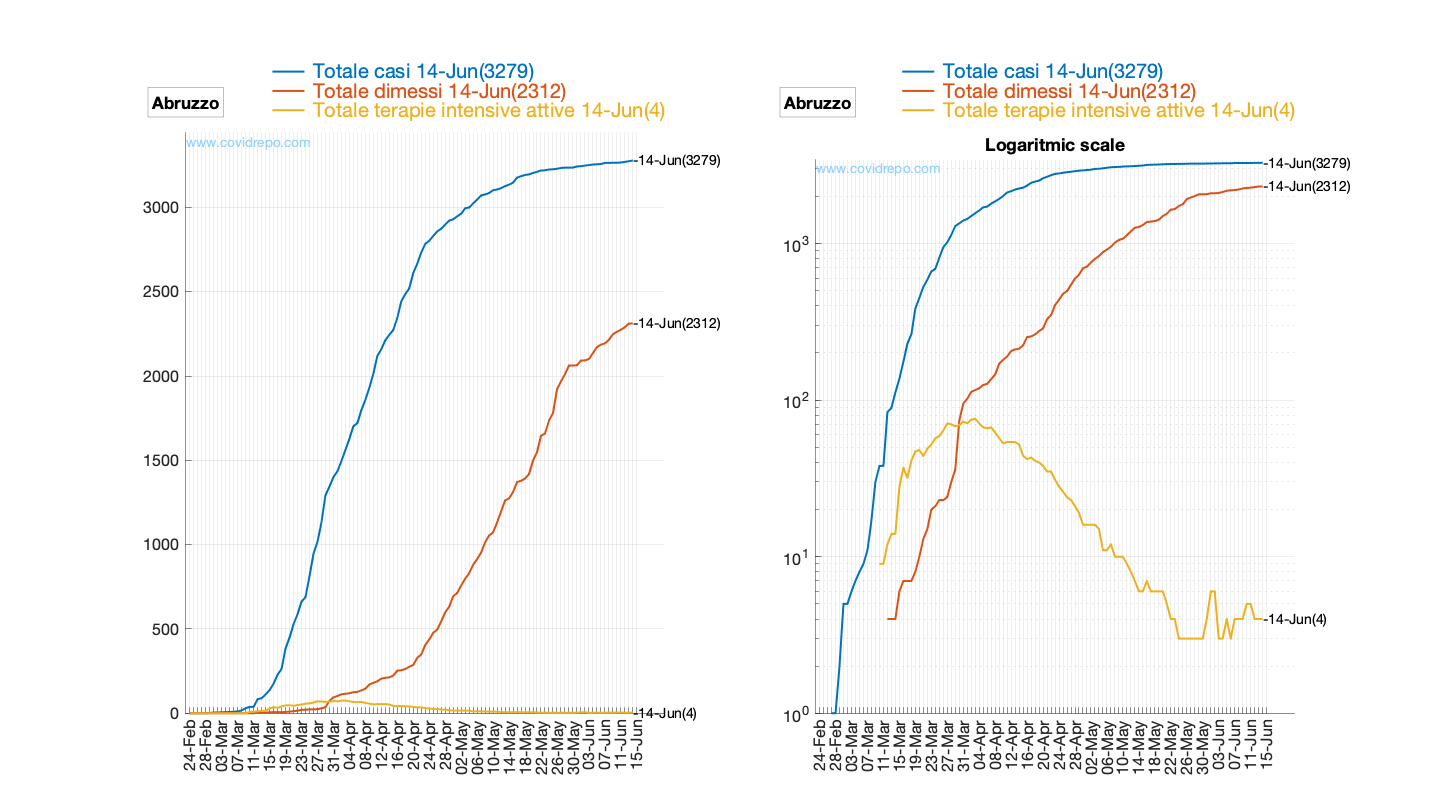 Totale casi 14-Jun(3279)
Totale dimessi 14-Jun(2312)
Totale terapie intensive attive 14-Jun(4)
Abruzzo
www.covidrepo.com
3000
2500
2000
1500
1000
500
0
-14-Jun(3279)
-14-Jun(2312)
-14-Jun(4)
24-Feb
28-Feb
03-Mar
07-Mar
11-Mar
15-Mar
19-Mar
23-Mar
27-Mar
31-Mar
04-Apr
08-Apr
12-Apr
16-Apr
20-Apr
24-Apr
28-Apr
02-May
06-May
10-May
14-May
18-May
22-May
26-May
30-May
03-Jun
07-Jun
11-Jun
15-Jun
Totale casi 14-Jun(3279)
Totale dimessi 14-Jun(2312)
Totale terapie intensive attive 14-Jun(4)
Abruzzo
Logaritmic scale
www.covidrepo.com
10^3
10^2
10^1
10^0
-14-Jun(3279)
-14-Jun(2312)
-14-Jun(4)
24-Feb
28-Feb
03-Mar
07-Mar
11-Mar
15-Mar
19-Mar
23-Mar
27-Mar
31-Mar
04-Apr
08-Apr
12-Apr
16-Apr
20-Apr
24-Apr
28-Apr
02-May
06-May
10-May
14-May
18-May
22-May
26-May
30-May
03-Jun
07-Jun
11-Jun
15-Jun